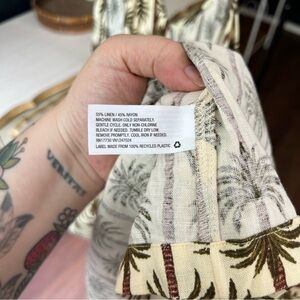 55% LINEN / 45% RAYON
MACHINE WASH COLD SEPARATELY.
GENTLE CYCLE. ONLY NON-CHLORINE
BLEACH IF NEEDED. TUMBLE DRY LOW.
REMOVE PROMPTLY. COOL IRON IF NEEDED.
LABEL MADE FROM 100% RECYCLED PLASTIC